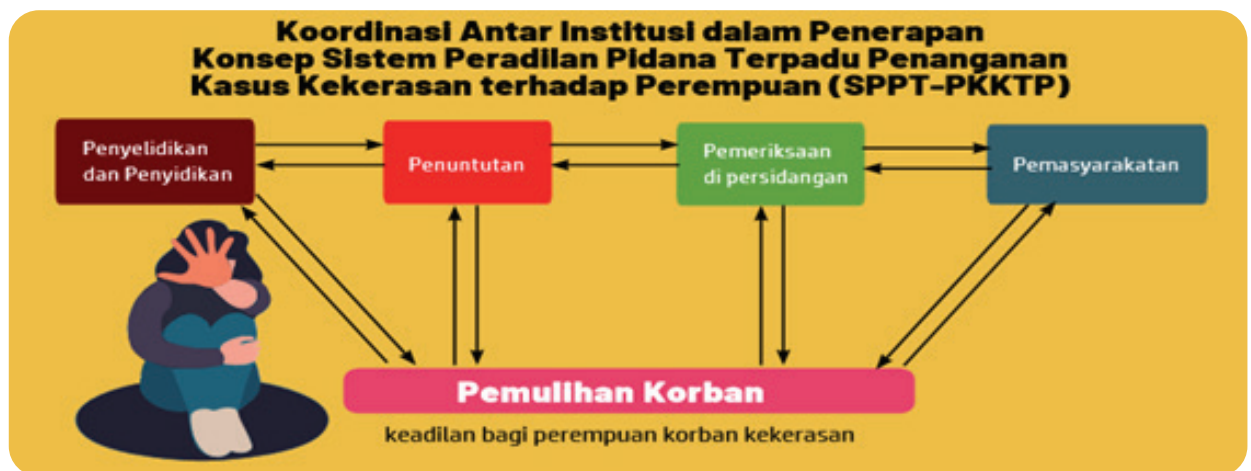 Koordinasi Antar Institusi dalam Penerapan
Konsep Sistem Peradilan Pidana Terpadu Penanganan
Kasus Kekerasan terhadap Perempuan (SPPT-PKKTP)
Penyelidikan
dan Penyidikan
Penuntutan
Pemeriksaan
di persidangan
Pemasyarakatan
Pemulihan Korban
keadilan bagi perempuan korban kekerasan